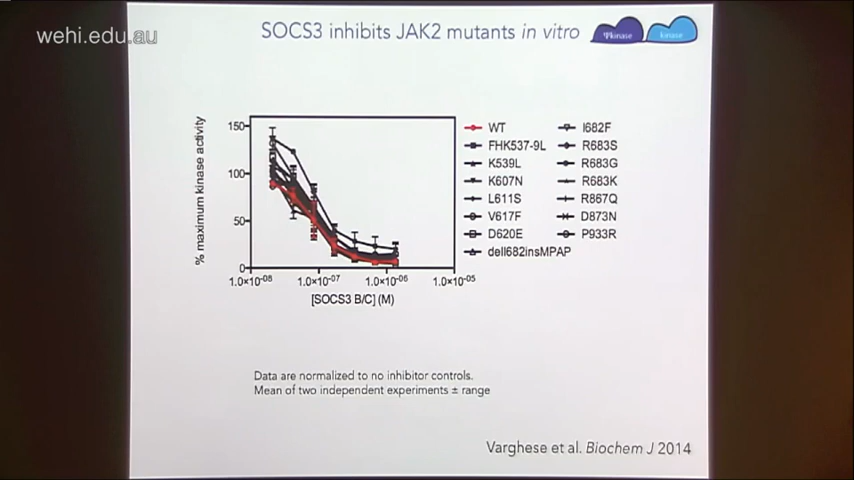 wehi.edu.au
SOCS3 inhibits JAK2 mutants in vitro
Ψkinase
kinase
% maximum kinase activity
150
100
50
0
1.0×10-08
1.0×10-07
1.0×10-06
1.0×10-05
[SOCS3 B/C] (M)
WT
FHK537-9L
K539L
K607N
L611S
V617F
D620E
delI682insMPAP
I682F
R683S
R683G
R683K
R867Q
D873N
P933R
Data are normalized to no inhibitor controls.
Mean of two independent experiments ± range
Varghese et al. Biochem J 2014